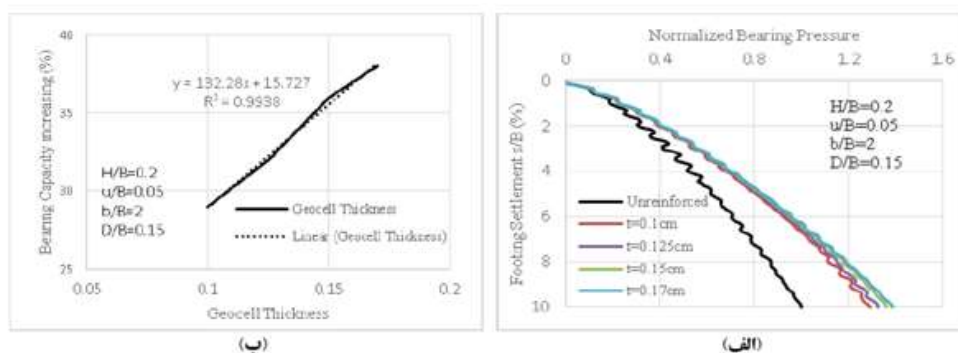 40
35
30
25
Bearing Capacity increasing (%)
y = 132.28x + 15.727
R² = 0.9938
H/B=0.2
u/B=0.05
b/B=2
D/B=0.15
Geocell Thickness
Linear (Geocell Thickness)
0.05 0.1 0.15 0.2
Geocell Thickness
(ب)
Normalized Bearing Pressure
0 0.4 0.8 1.2 1.6
0
2
4
6
8
10
Footing Settlement s/B (%)
H/B=0.2
u/B=0.05
b/B=2
D/B=0.15
Unreinforced
t=0.1cm
t=0.125cm
t=0.15cm
t=0.17cm
(الف)